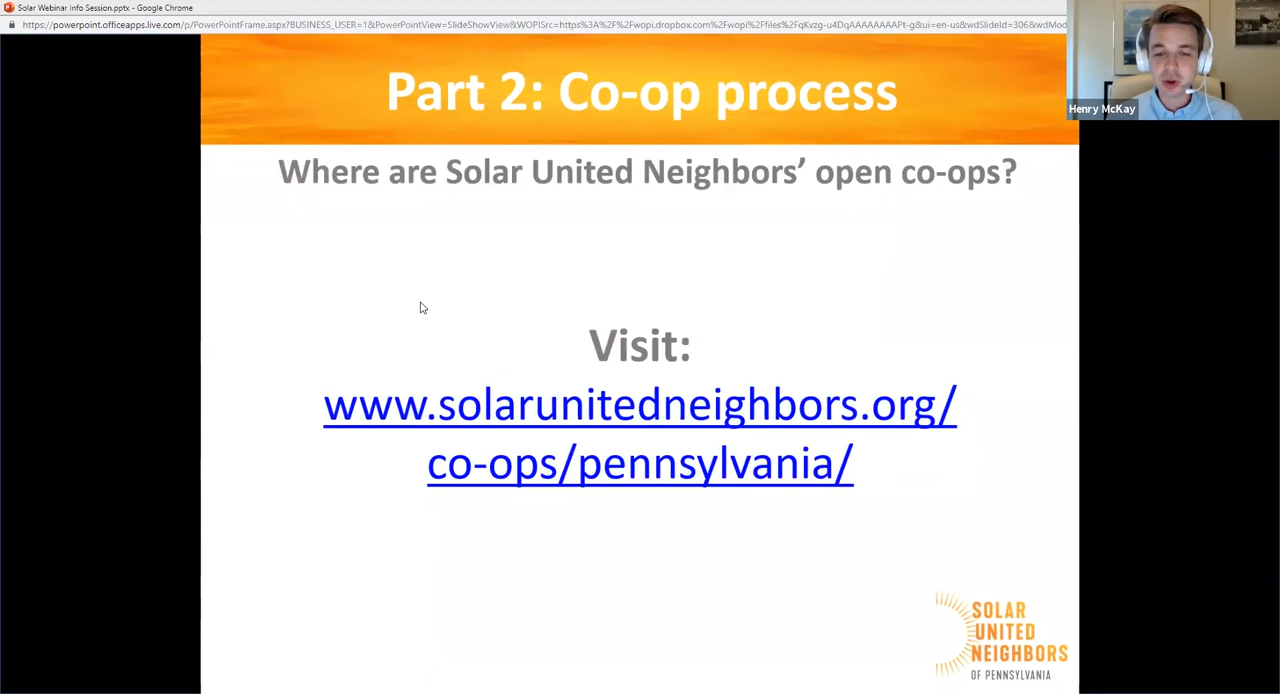 Solar Webinar Info Session.pptx - Google Chrome
https://powerpoint.officeapps.live.com/p/PowerPointFrame.aspx?BUSINESS_USER=1&PowerPointView=SlideShowView&WOPISrc=https%3A%2F%2Fwopi.dropbox.com%2Fwopi%2Ffiles%2FqKvzg-u4DqAAAAAAAAPt-g&ui=en-us&wdSlideId=306&wdMod
Henry McKay
Part 2: Co-op process
Where are Solar United Neighbors’ open co-ops?
Visit:
www.solarunitedneighbors.org/
co-ops/pennsylvania/
SOLAR
UNITED
NEIGHBORS
OF PENNSYLVANIA